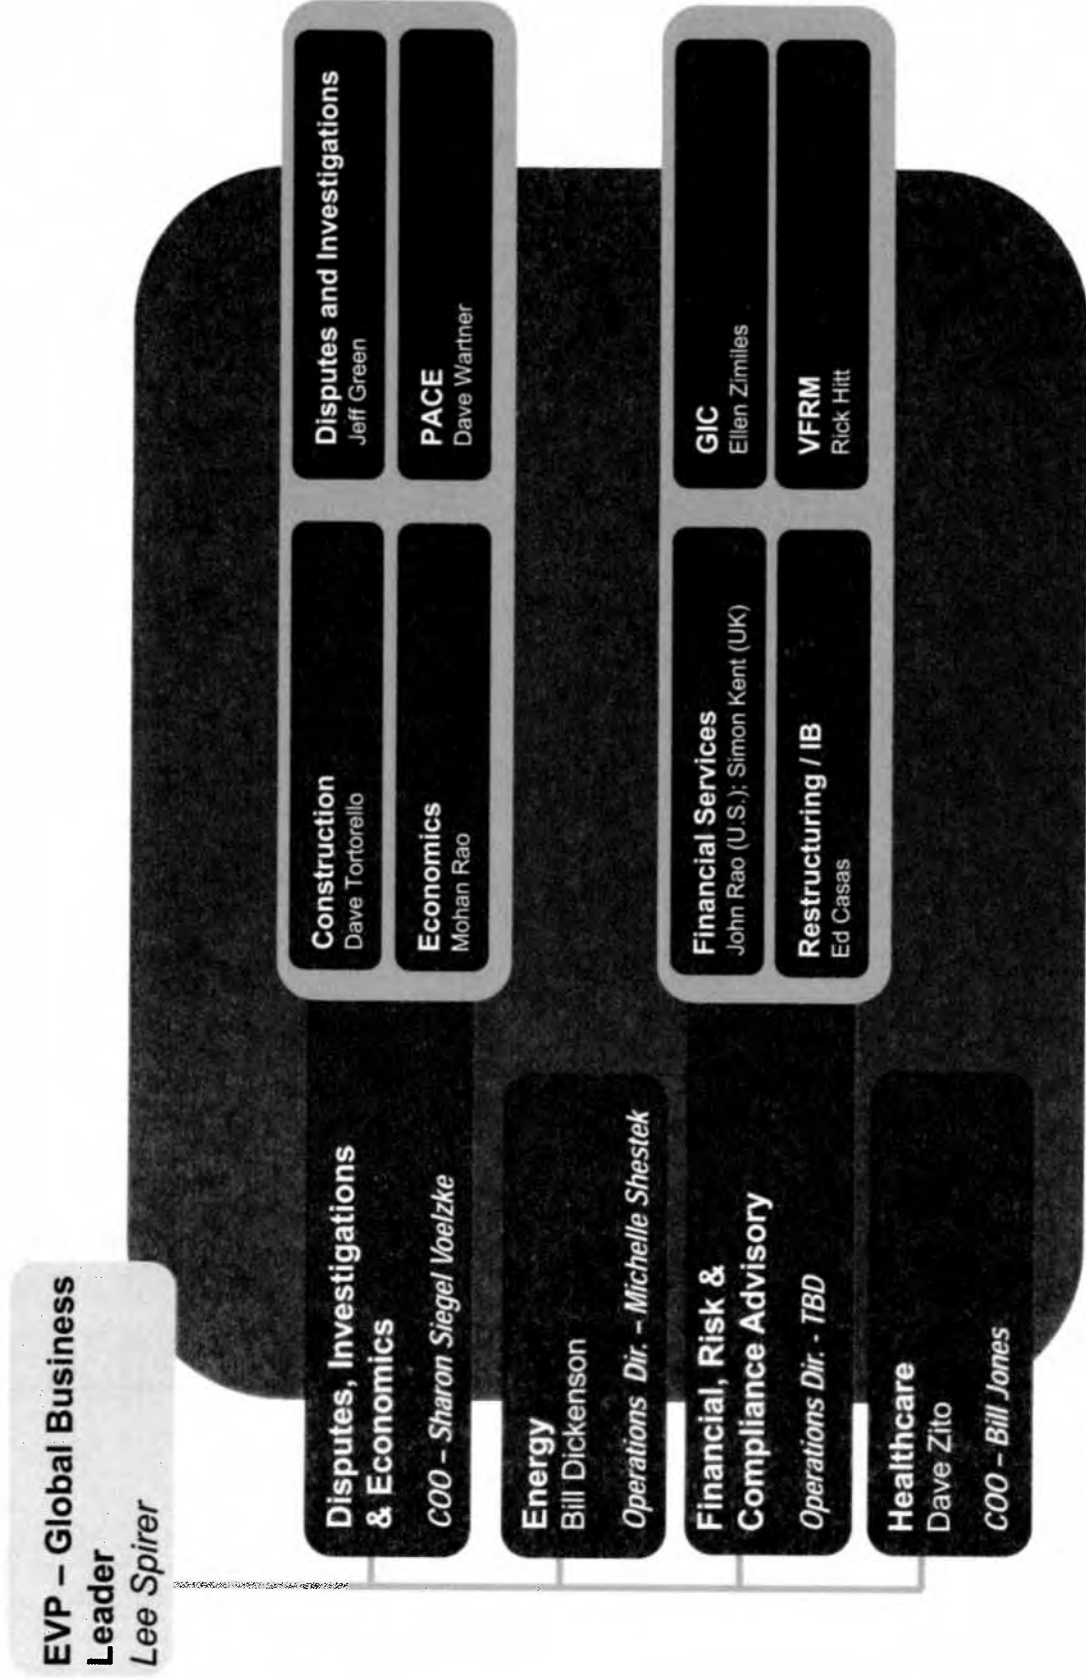 EVP – Global Business
Leader
Lee Spirer
Disputes, Investigations
& Economics
COO – Sharon Siegel Voelzke
Construction
Dave Tortorello
Disputes and Investigations
Jeff Green
Economics
Mohan Rao
PACE
Dave Wartner
Energy
Bill Dickenson
Operations Dir. – Michelle Shestek
Financial, Risk &
Compliance Advisory
Operations Dir. - TBD
Financial Services
John Rao (U.S.); Simon Kent (UK)
GIC
Ellen Zimiles
Restructuring / IB
Ed Casas
VFRM
Rick Hitt
Healthcare
Dave Zito
COO – Bill Jones